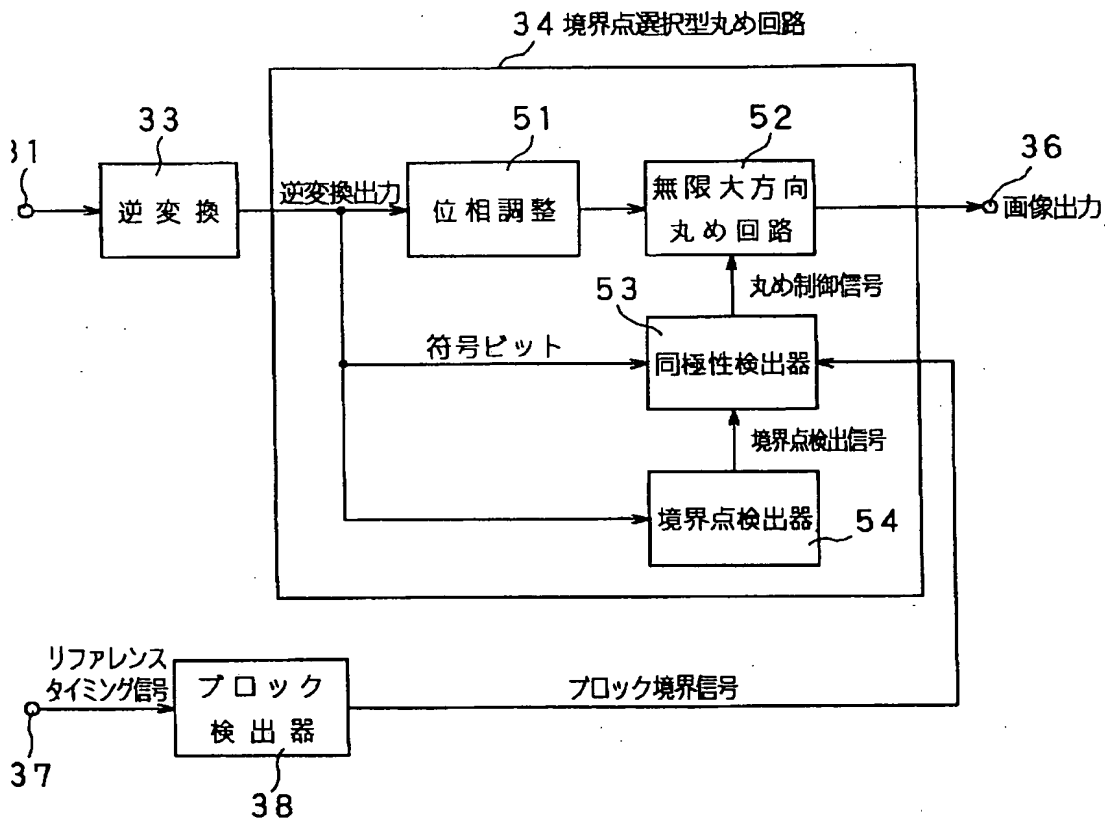 34 境界点選択型丸め回路
33
51
52
31
36
逆変換
逆変換出力
位相調整
無限大方向
丸め回路
画像出力
丸め制御信号
53
符号ビット
同極性検出器
境界点検出信号
境界点検出器
54
リファレンス
タイミング信号
ブロック
検出器
ブロック境界信号
37
38